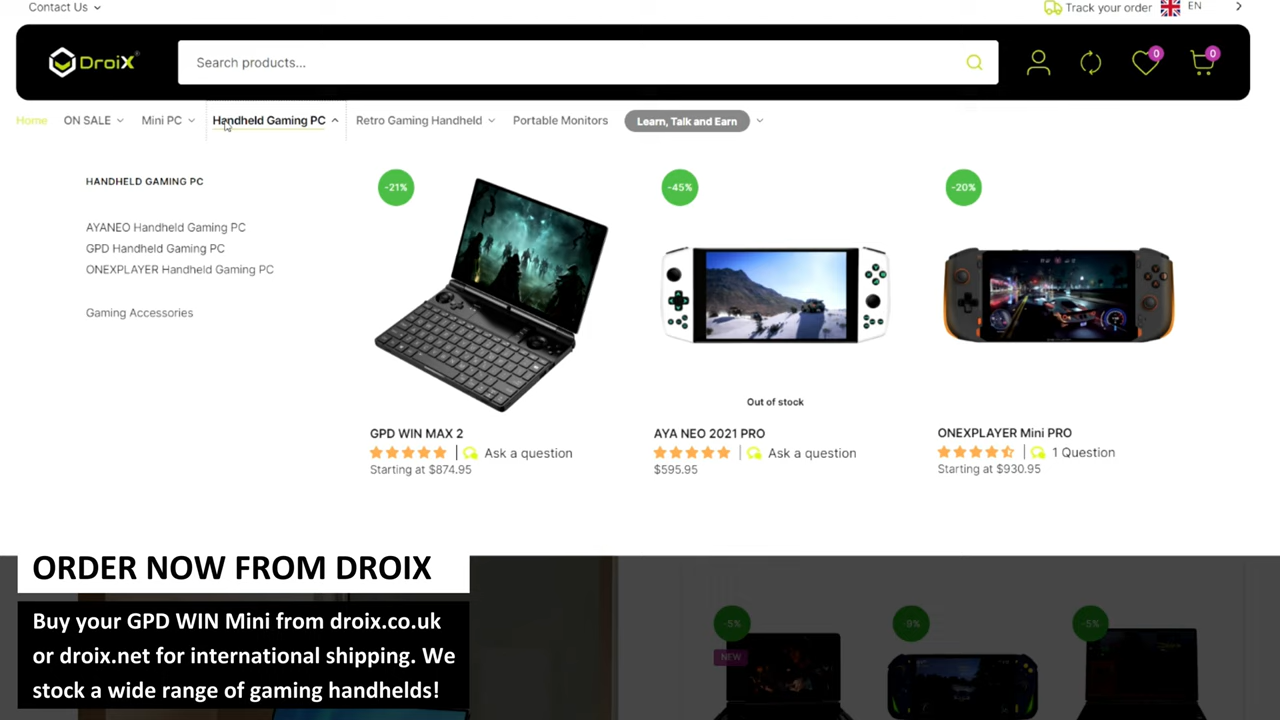 Contact Us
Track your order
EN
DroiX
Search products...
0
0
Home
ON SALE
Mini PC
Handheld Gaming PC
Retro Gaming Handheld
Portable Monitors
Learn, Talk and Earn
HANDHELD GAMING PC
AYANEO Handheld Gaming PC
GPD Handheld Gaming PC
ONEXPLAYER Handheld Gaming PC
Gaming Accessories
-21%
GPD WIN MAX 2
Ask a question
Starting at $874.95
-45%
Out of stock
AYA NEO 2021 PRO
Ask a question
$595.95
-20%
ONEXPLAYER Mini PRO
1 Question
Starting at $930.95
ORDER NOW FROM DROIX
Buy your GPD WIN Mini from droix.co.uk
or droix.net for international shipping. We
stock a wide range of gaming handhelds!
-5%
NEW
-9%
-5%